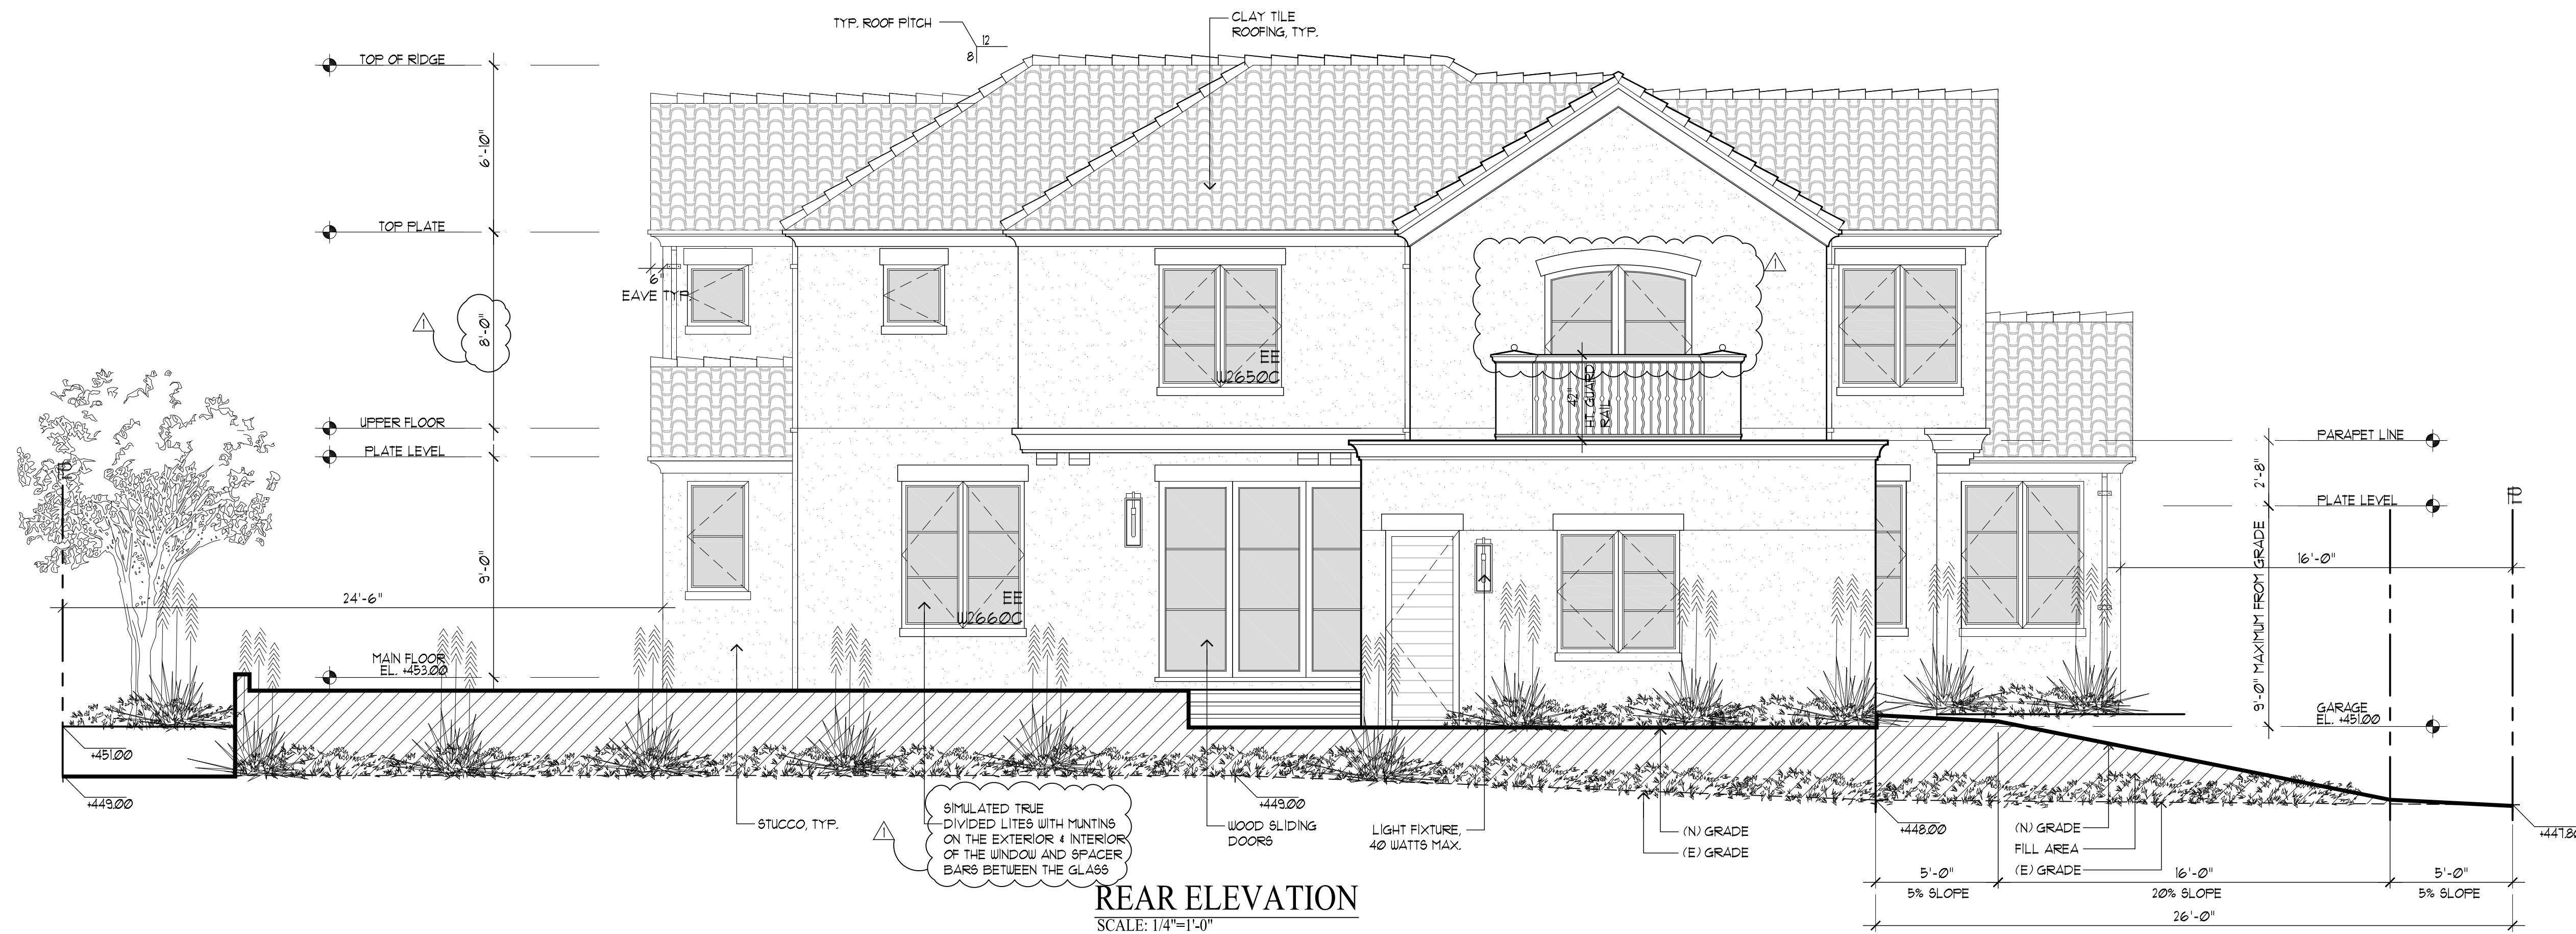 TYP. ROOF PITCH
12
8
CLAY TILE
ROOFING, TYP.
TOP OF RIDGE
6'-10"
TOP PLATE
6"
EAVE TYP.
1
8'-0"
1
UPPER FLOOR
PLATE LEVEL
9'-0"
24'-6"
MAIN FLOOR
EL. +453.00
EE
W2650C
42"
HT. GUARD
RAIL
EE
W2660C
PARAPET LINE
2'-8"
PLATE LEVEL
16'-0"
9'-0" MAXIMUM FROM GRADE
GARAGE
EL. +451.00
+451.00
+449.00
STUCCO, TYP.
1
SIMULATED TRUE
DIVIDED LITES WITH MUNTINS
ON THE EXTERIOR & INTERIOR
OF THE WINDOW AND SPACER
BARS BETWEEN THE GLASS
+449.00
WOOD SLIDING
DOORS
LIGHT FIXTURE,
40 WATTS MAX.
(N) GRADE
(E) GRADE
+448.00
(N) GRADE
FILL AREA
(E) GRADE
5'-0"
5% SLOPE
16'-0"
20% SLOPE
5'-0"
5% SLOPE
26'-0"
REAR ELEVATION
SCALE: 1/4"=1'-0"